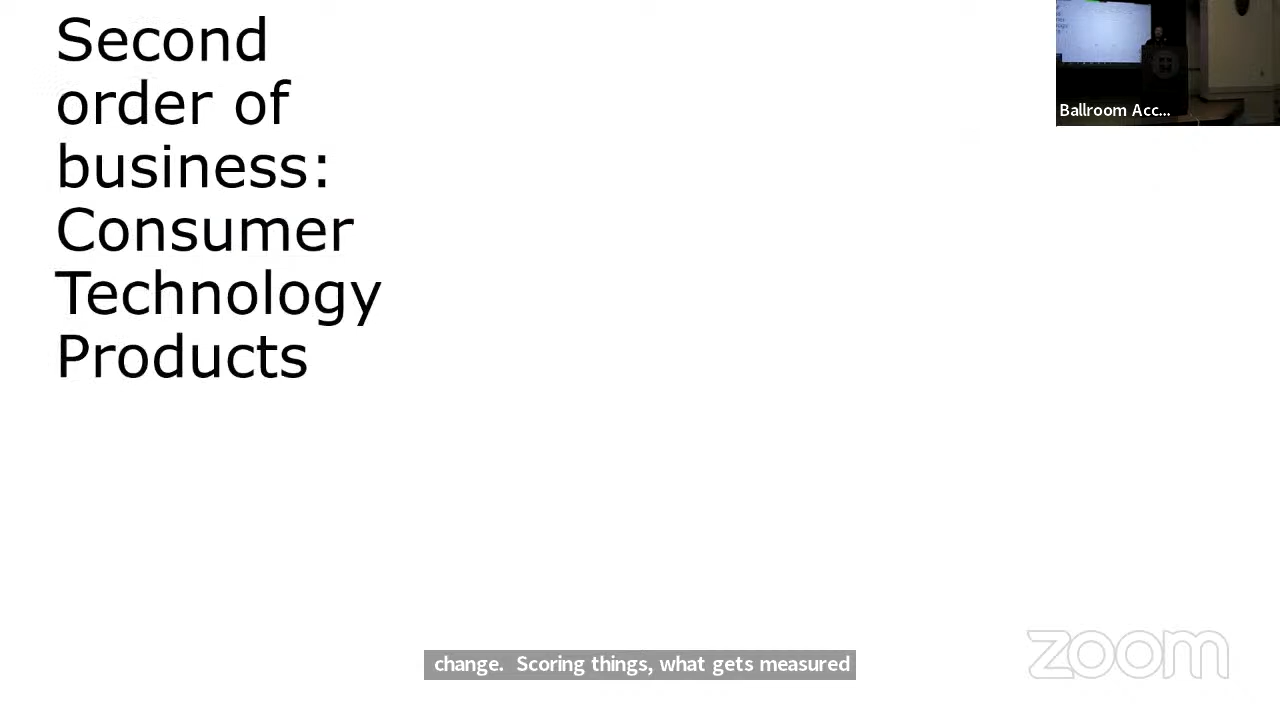 Second
order of
business:
Consumer
Technology
Products
Ballroom Acc...
change.  Scoring things, what gets measured
zoom